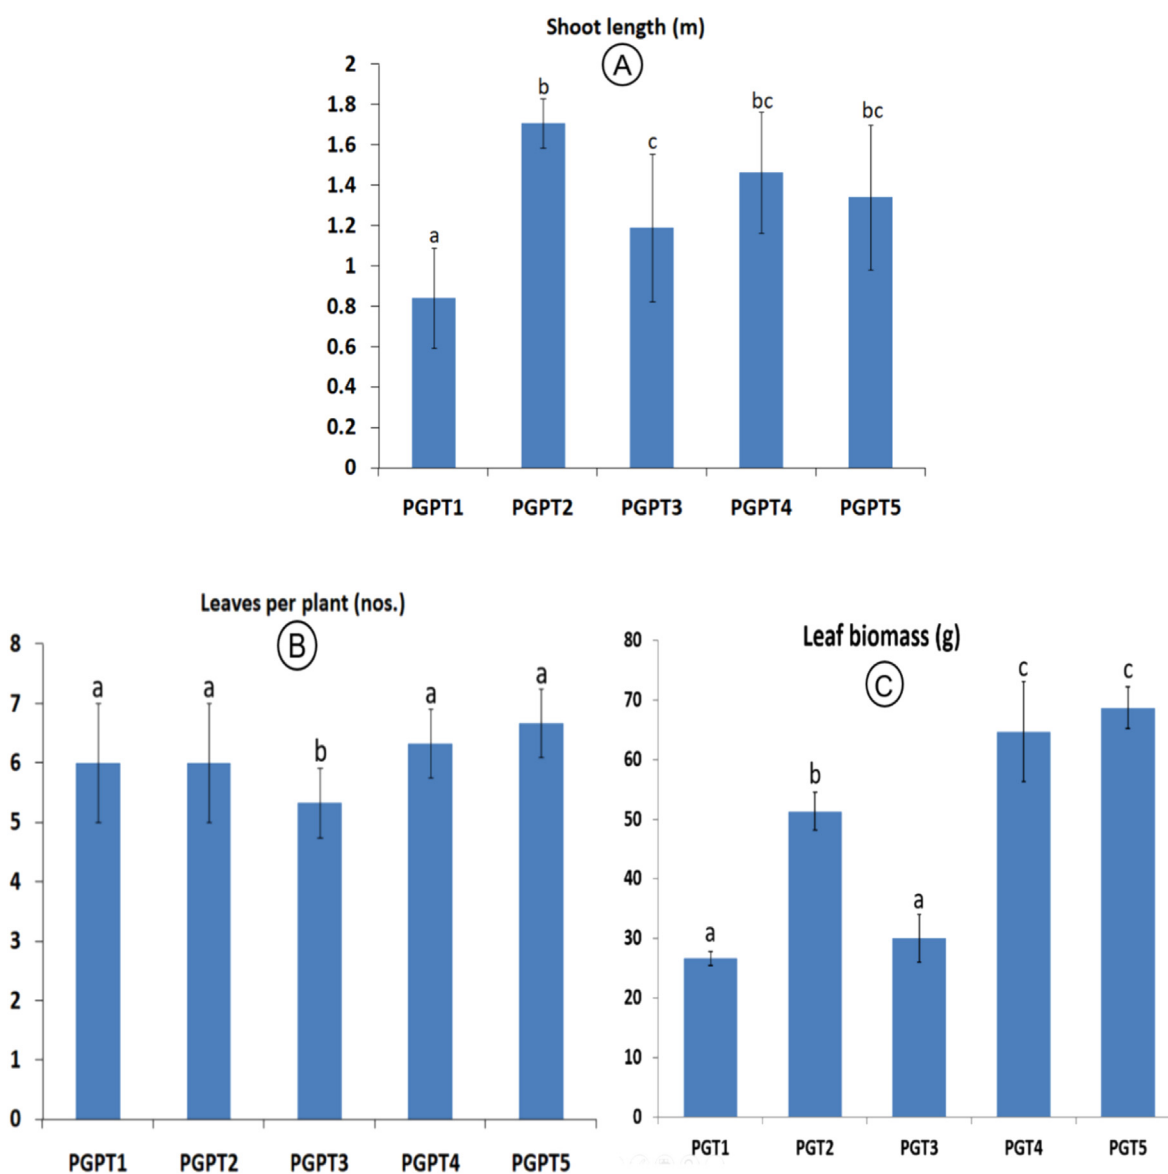 Shoot length (m)
A
2
1.8
1.6
1.4
1.2
1
0.8
0.6
0.4
0.2
0
a
b
c
bc
bc
PGPT1 PGPT2 PGPT3 PGPT4 PGPT5
Leaves per plant (nos.)
B
8
7
6
5
4
3
2
1
0
a
a
b
a
a
PGPT1 PGPT2 PGPT3 PGPT4 PGPT5
Leaf biomass (g)
C
80
70
60
50
40
30
20
10
0
a
b
a
c
c
PGT1 PGT2 PGT3 PGT4 PGT5